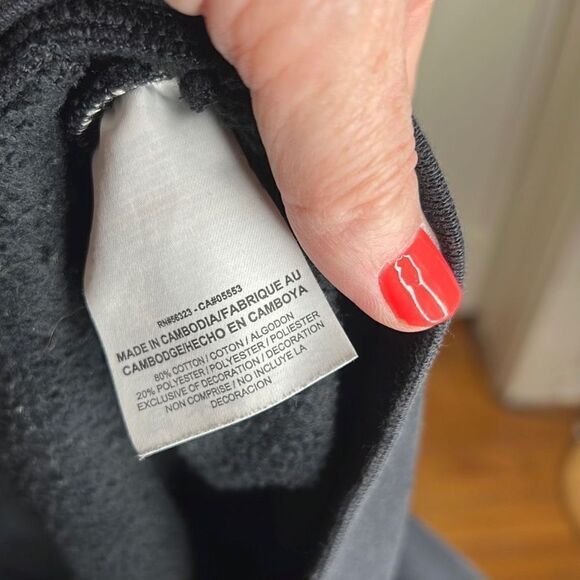 RN#56323 - CA#05553
MADE IN CAMBODIA/FABRIQUE AU
CAMBODGE/HECHO EN CAMBOYA
80% COTTON / COTON / ALGODON
20% POLYESTER / POLYESTER / POLIESTER
EXCLUSIVE OF DECORATION / DECORATION
NON COMPRISE / NO INCLUYE LA
DECORACION